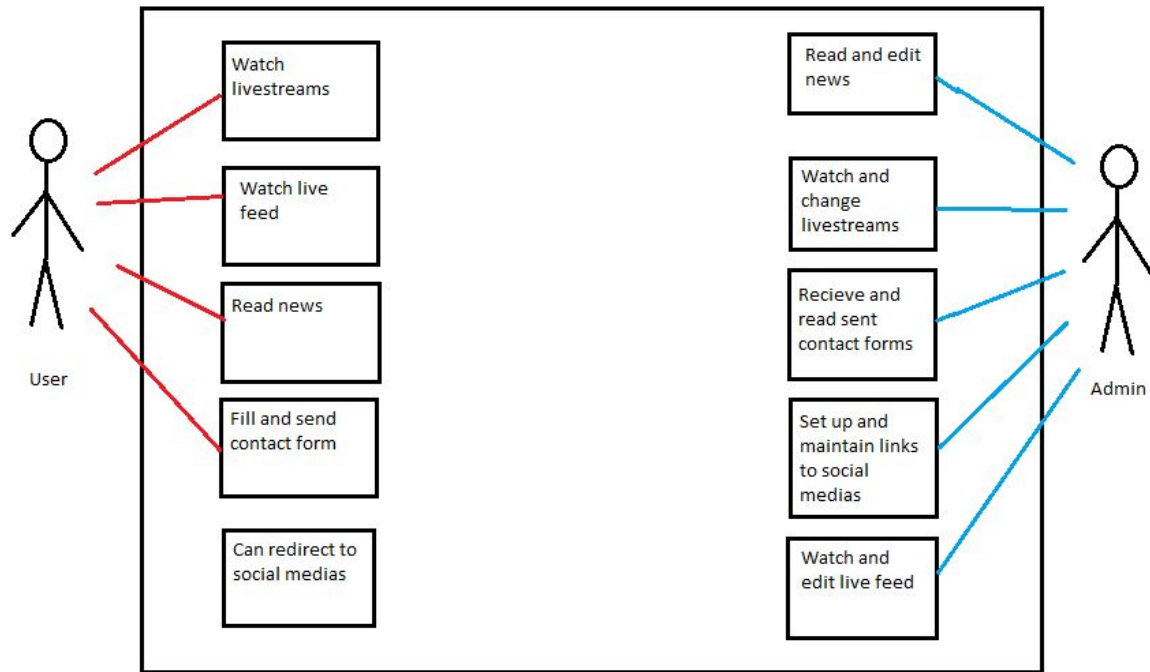 Watch
livestreams
Watch live
feed
Read news
Fill and send
contact form
Can redirect to
social medias
User
Read and edit
news
Watch and
change
livestreams
Recieve and
read sent
contact forms
Set up and
maintain links
to social
medias
Watch and
edit live feed
Admin